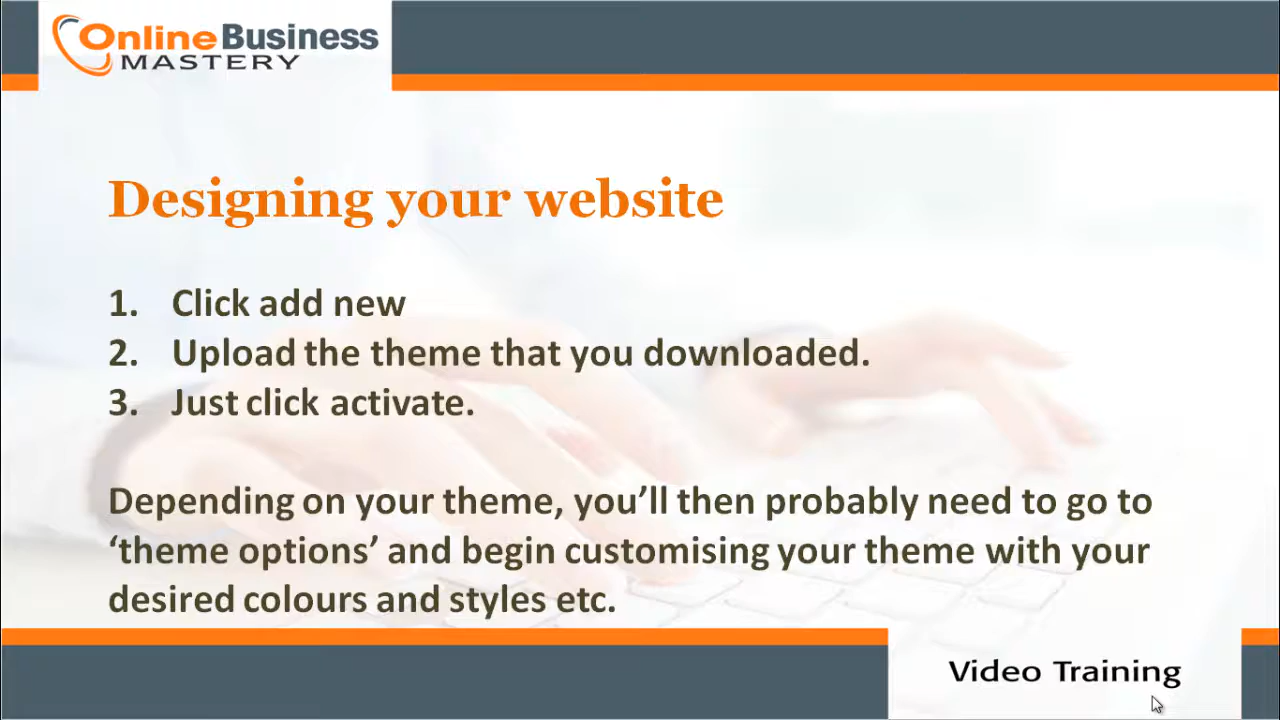 Online Business
MASTERY
Designing your website
1. Click add new
2. Upload the theme that you downloaded.
3. Just click activate.
Depending on your theme, you’ll then probably need to go to
‘theme options’ and begin customising your theme with your
desired colours and styles etc.
Video Training